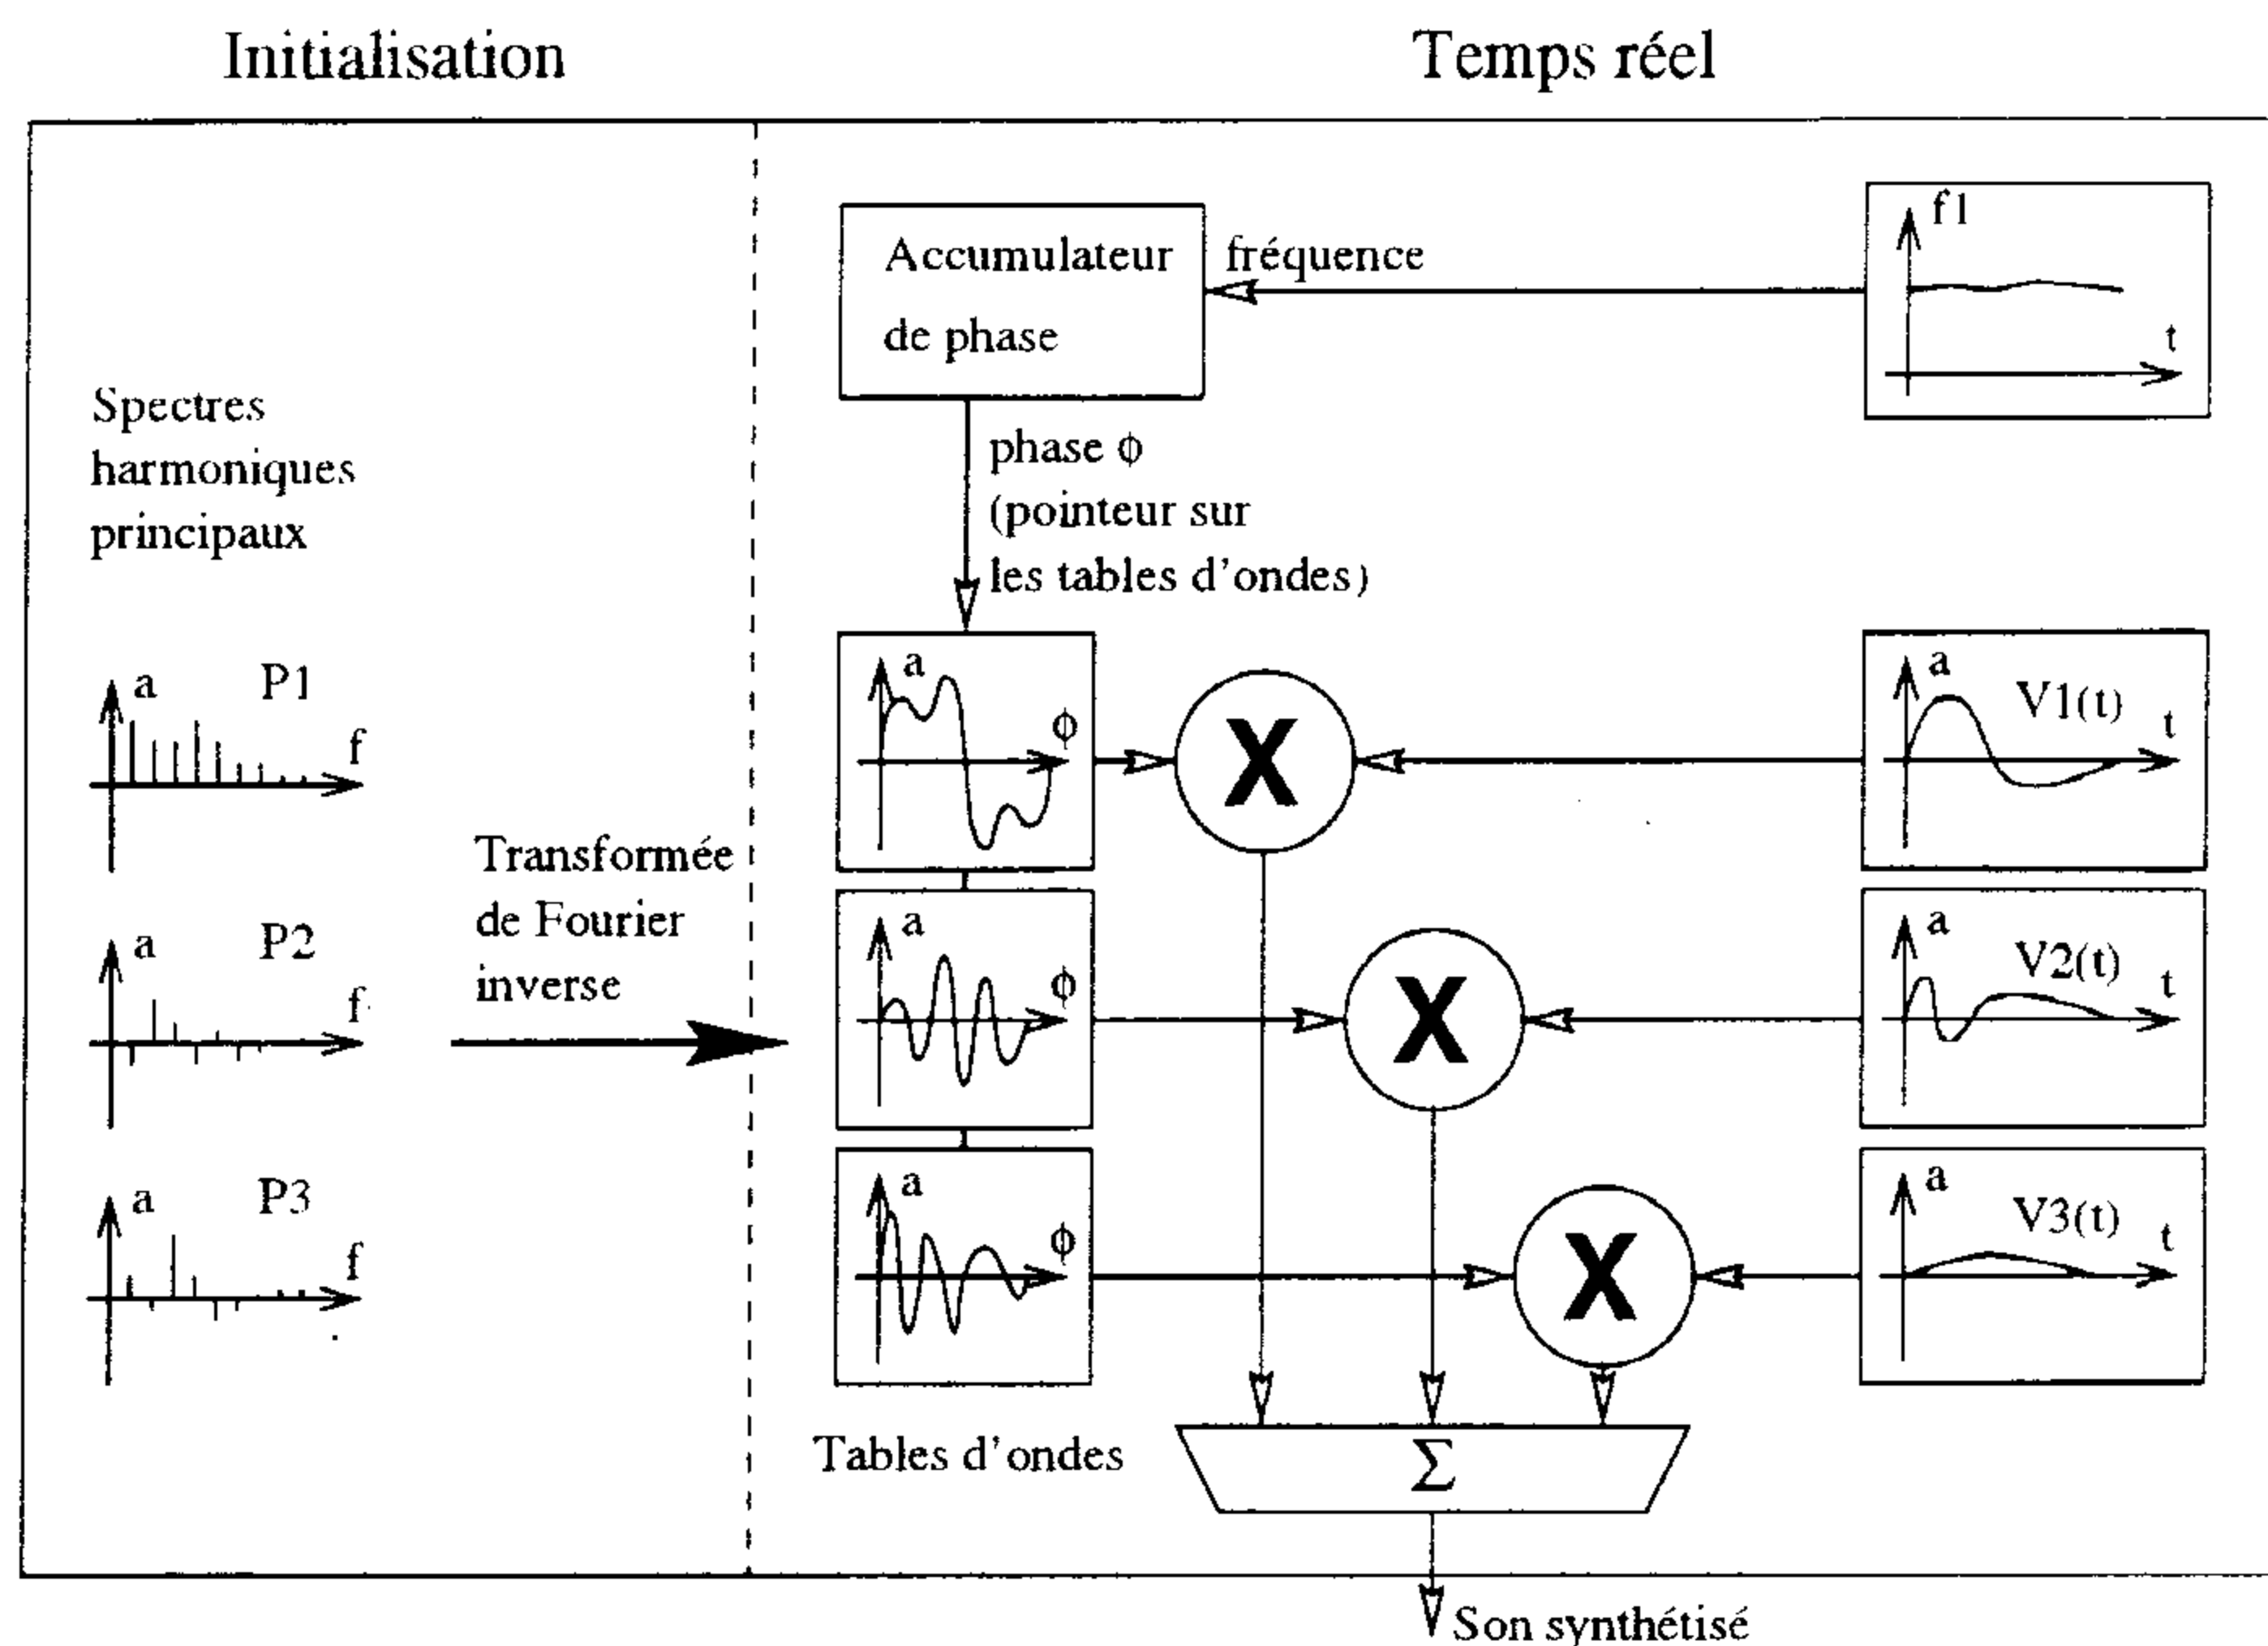 Initialisation
Temps réel
Accumulateur
de phase
fréquence
f1
t
phase ϕ
(pointeur sur
les tables d'ondes)
Spectres
harmoniques
principaux
a
P1
f
a
P2
f
a
P3
f
Transformée
de Fourier
inverse
a
ϕ
X
a
V1(t)
t
a
ϕ
X
a
V2(t)
t
a
ϕ
X
a
V3(t)
t
Tables d'ondes
Σ
Son synthétisé